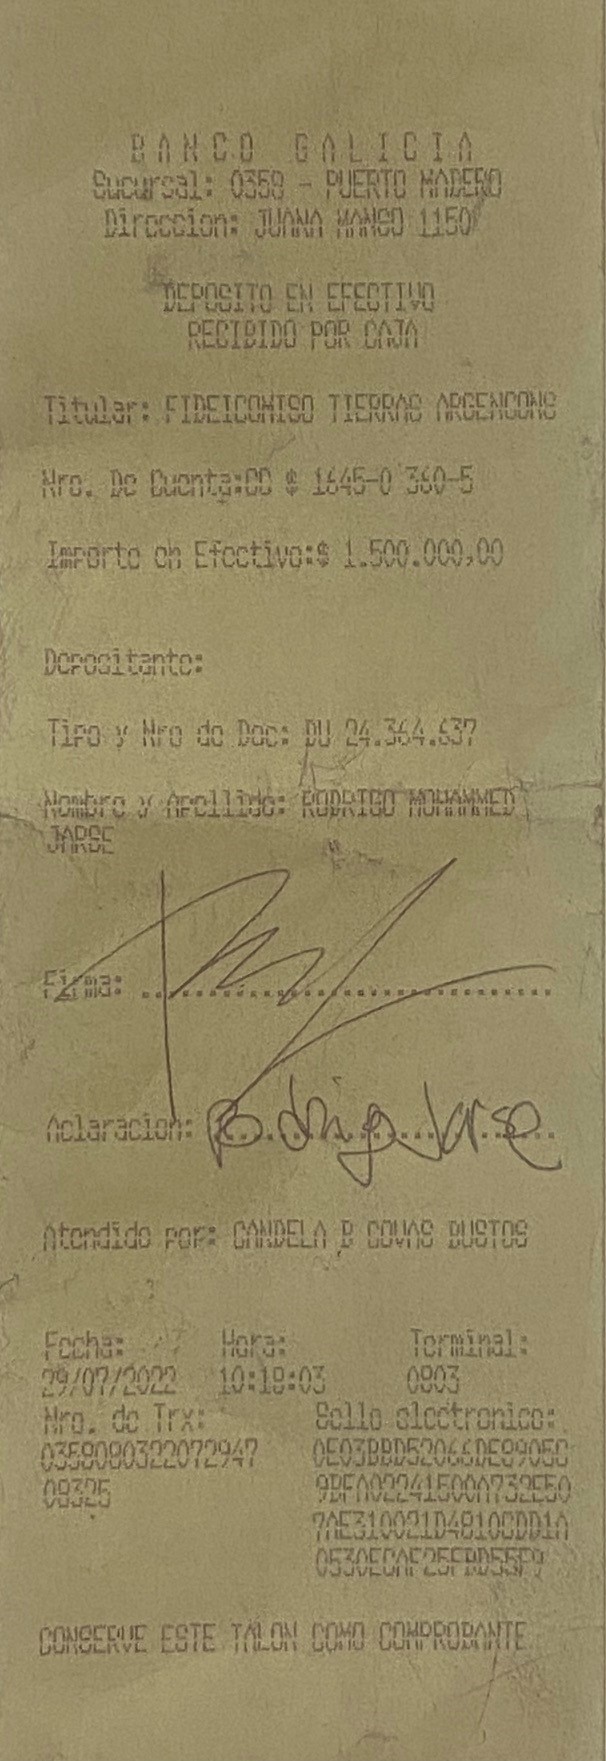 BANCO GALICIA
Sucursal: 0359 - PUERTO MADERO
Direccion: JUANA MANSO 1150
DEPOSITO EN EFECTIVO
RECIBIDO POR CAJA
Titular: FIDEICOMISO TIERRAS ARGENCONS
Nro. De Cuenta:CC $ 1645-0 360-5
Importe en Efectivo:$ 1.500.000,00
Depositante:
Tipo y Nro de Doc: DU 24.364.637
Nombre y Apellido: RODRIGO MOHAMMED
JARSE
Firma:
Aclaracion: Rodrigo Jarse
Atendido por: CANDELA B COVAS BUSTOS
Fecha: Hora: Terminal:
29/07/2022 10:18:03 0803
Nro. de Trx: Sello electronico:
CONSERVE ESTE TALON COMO COMPROBANTE